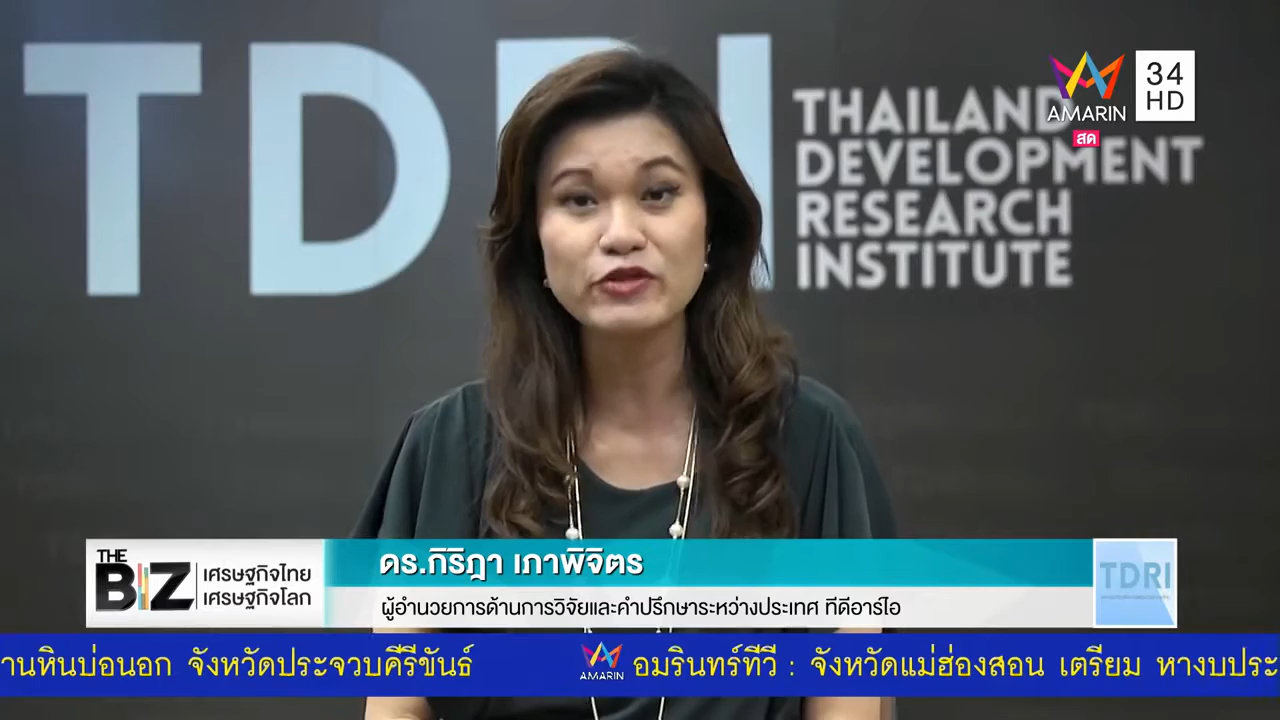 TDRI
THAILAND
DEVELOPMENT
RESEARCH
INSTITUTE
AMARIN
สด
34
HD
THE
BIZ
เศรษฐกิจไทย
เศรษฐกิจโลก
ดร.กิริฎา เภาพิจิตร
ผู้อำนวยการด้านการวิจัยและคำปรึกษาระหว่างประเทศ ทีดีอาร์ไอ
TDRI
านหินบ่อนอก จังหวัดประจวบคีรีขันธ์ AMARIN อมรินทร์ทีวี : จังหวัดแม่ฮ่องสอน เตรียม หางบประ